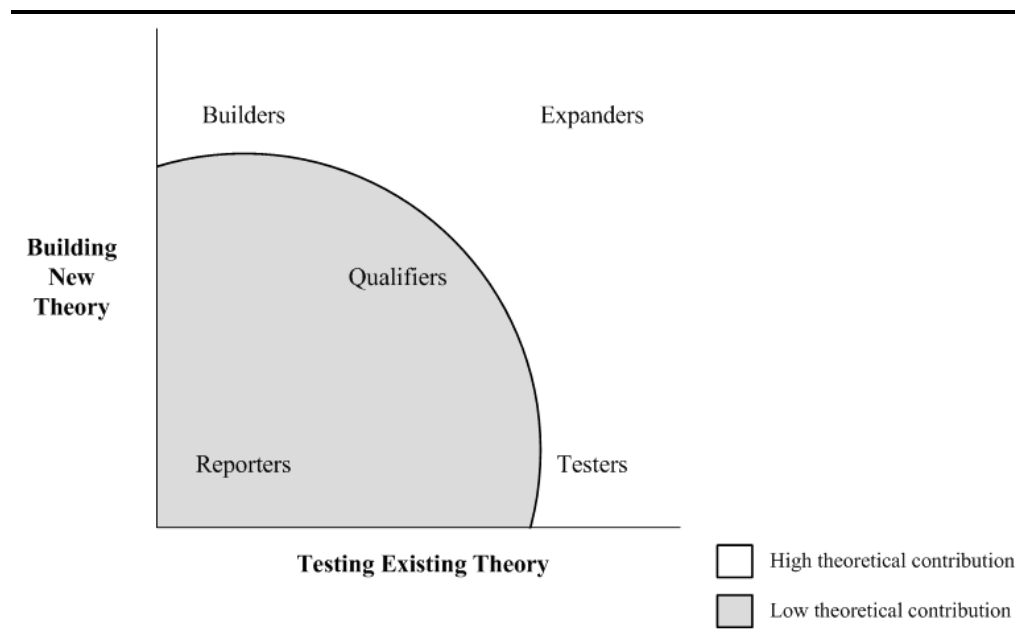 Builders
Expanders
Building
New
Theory
Qualifiers
Reporters
Testers
Testing Existing Theory
High theoretical contribution
Low theoretical contribution